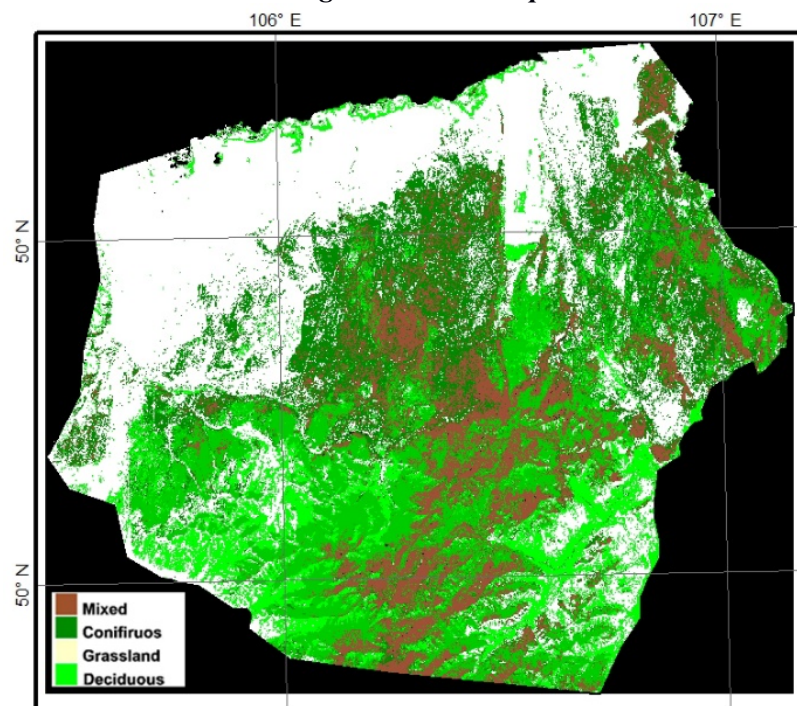 106° E
107° E
50° N
50° N
Mixed
Conifiruos
Grassland
Deciduous